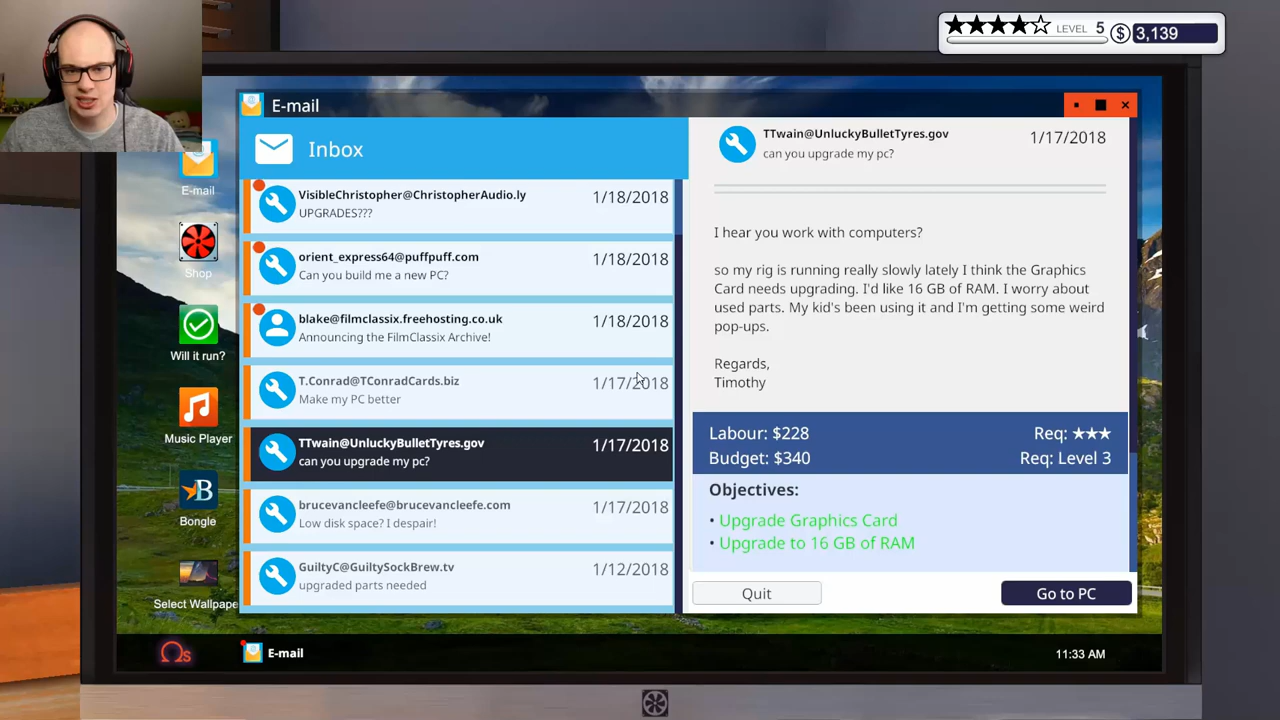 ★★★★☆ LEVEL 5 $ 3,139
E-mail
Inbox
VisibleChristopher@ChristopherAudio.ly 1/18/2018
UPGRADES???
orient_express64@puffpuff.com 1/18/2018
Can you build me a new PC?
blake@filmclassix.freehosting.co.uk 1/18/2018
Announcing the FilmClassix Archive!
T.Conrad@TConradCards.biz 1/17/2018
Make my PC better
TTwain@UnluckyBulletTyres.gov 1/17/2018
can you upgrade my pc?
brucevancleefe@brucevancleefe.com 1/17/2018
Low disk space? I despair!
GuiltyC@GuiltySockBrew.tv 1/12/2018
upgraded parts needed
TTwain@UnluckyBulletTyres.gov 1/17/2018
can you upgrade my pc?
I hear you work with computers?
so my rig is running really slowly lately I think the Graphics
Card needs upgrading. I'd like 16 GB of RAM. I worry about
used parts. My kid's been using it and I'm getting some weird
pop-ups.
Regards,
Timothy
Labour: $228 Req: ★★★
Budget: $340 Req: Level 3
Objectives:
• Upgrade Graphics Card
• Upgrade to 16 GB of RAM
Quit Go to PC
E-mail
Shop
Will it run?
Music Player
B
Bongle
Select Wallpape
Ωs E-mail 11:33 AM